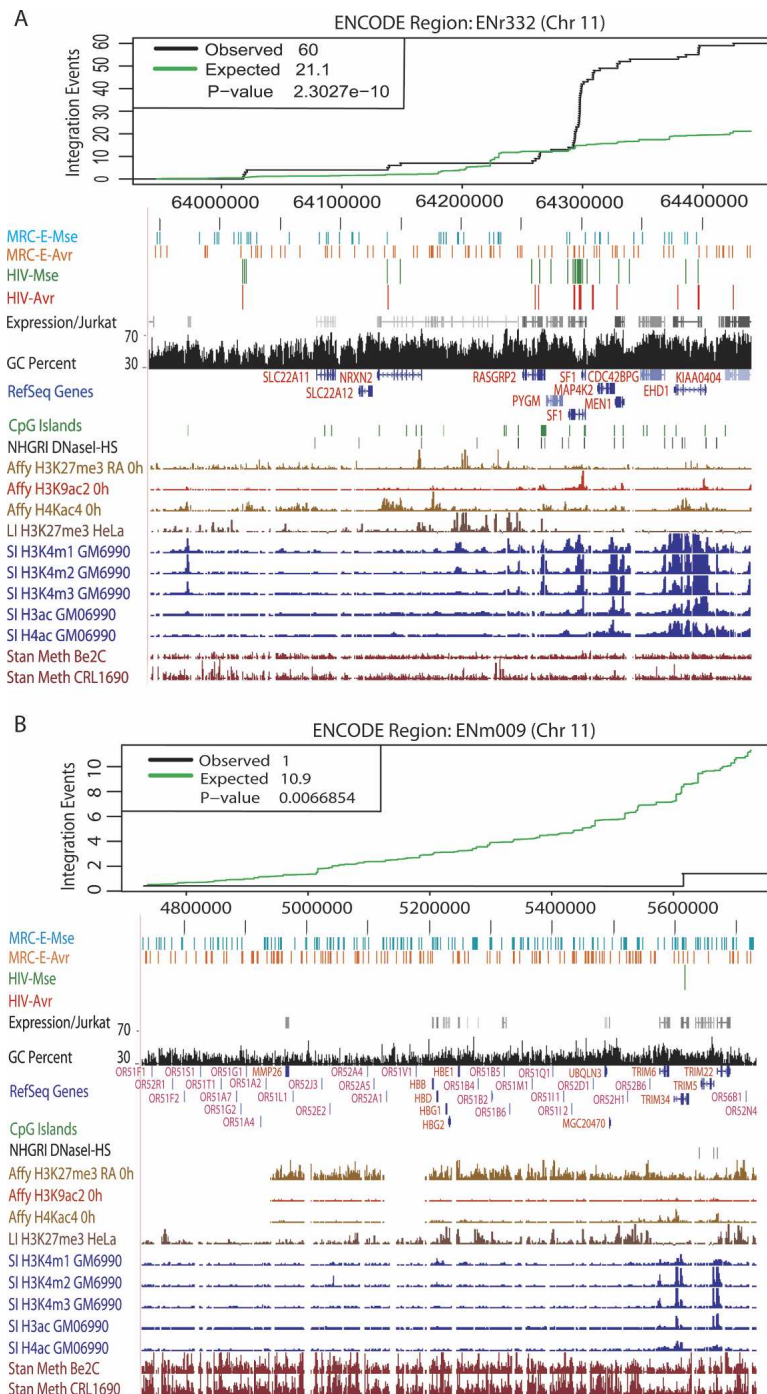 A
ENCODE Region: ENr332 (Chr 11)
Integration Events
0 10 20 30 40 50 60
Observed 60
Expected 21.1
P-value 2.3027e-10
64000000 64100000 64200000 64300000 64400000
MRC-E-Mse
MRC-E-Avr
HIV-Mse
HIV-Avr
Expression/Jurkat
70
GC Percent 30
SLC22A11 NRXN2 RASGRP2 SF1 CDC42BPG KIAA0404
RefSeq Genes SLC22A12 MAP4K2 EHD1
PYGM MEN1
SF1
CpG Islands
NHGRI DNaseI-HS
Affy H3K27me3 RA 0h
Affy H3K9ac2 0h
Affy H4Kac4 0h
LI H3K27me3 HeLa
SI H3K4m1 GM6990
SI H3K4m2 GM6990
SI H3K4m3 GM6990
SI H3ac GM06990
SI H4ac GM06990
Stan Meth Be2C
Stan Meth CRL1690
B
ENCODE Region: ENm009 (Chr 11)
Integration Events
0 2 4 6 8 10
Observed 1
Expected 10.9
P-value 0.0066854
4800000 5000000 5200000 5400000 5600000
MRC-E-Mse
MRC-E-Avr
HIV-Mse
HIV-Avr
Expression/Jurkat
70
GC Percent 30
OR51F1 OR51S1 OR51G1 MMP26 OR52A4 OR51V1 HBE1 OR51B5 OR51Q1 UBQLN3 TRIM6 TRIM22
OR52R1 OR51T1 OR51A2 OR52J3 OR52A5 HBB OR51B4 OR51M1 OR52D1 OR52B6 TRIM5
RefSeq Genes OR51F2 OR51A7 OR51L1 OR52A1 HBD OR51B2 OR51I1 OR52H1 TRIM34 OR56B1
OR51G2 OR52E2 HBG1 OR51B6 OR51I2 OR52N4
OR51A4 HBG2 MGC20470
CpG Islands
NHGRI DNaseI-HS
Affy H3K27me3 RA 0h
Affy H3K9ac2 0h
Affy H4Kac4 0h
LI H3K27me3 HeLa
SI H3K4m1 GM6990
SI H3K4m2 GM6990
SI H3K4m3 GM6990
SI H3ac GM06990
SI H4ac GM06990
Stan Meth Be2C
Stan Meth CRL1690